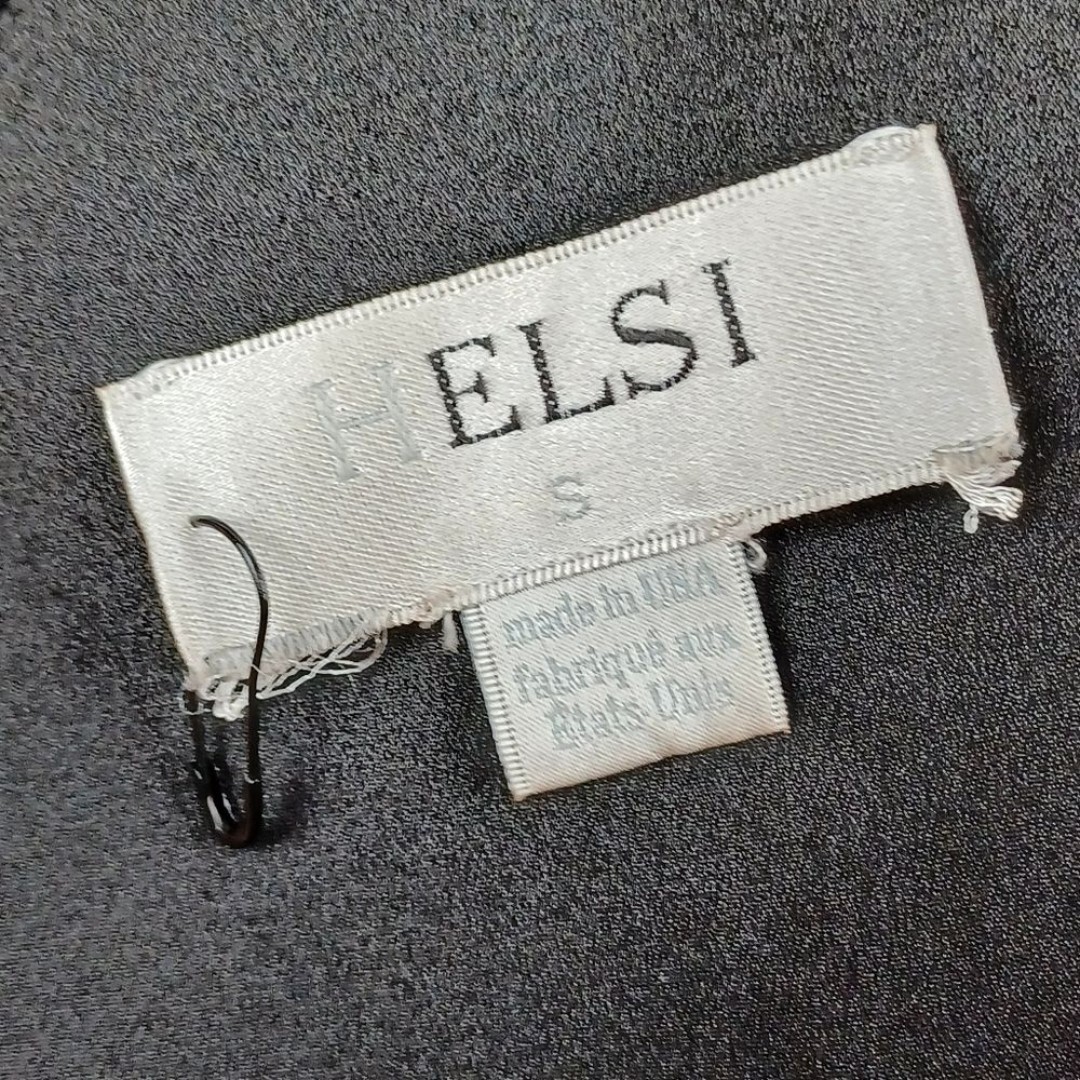 HELSI
S
made in USA
fabriqué aux
États Unis